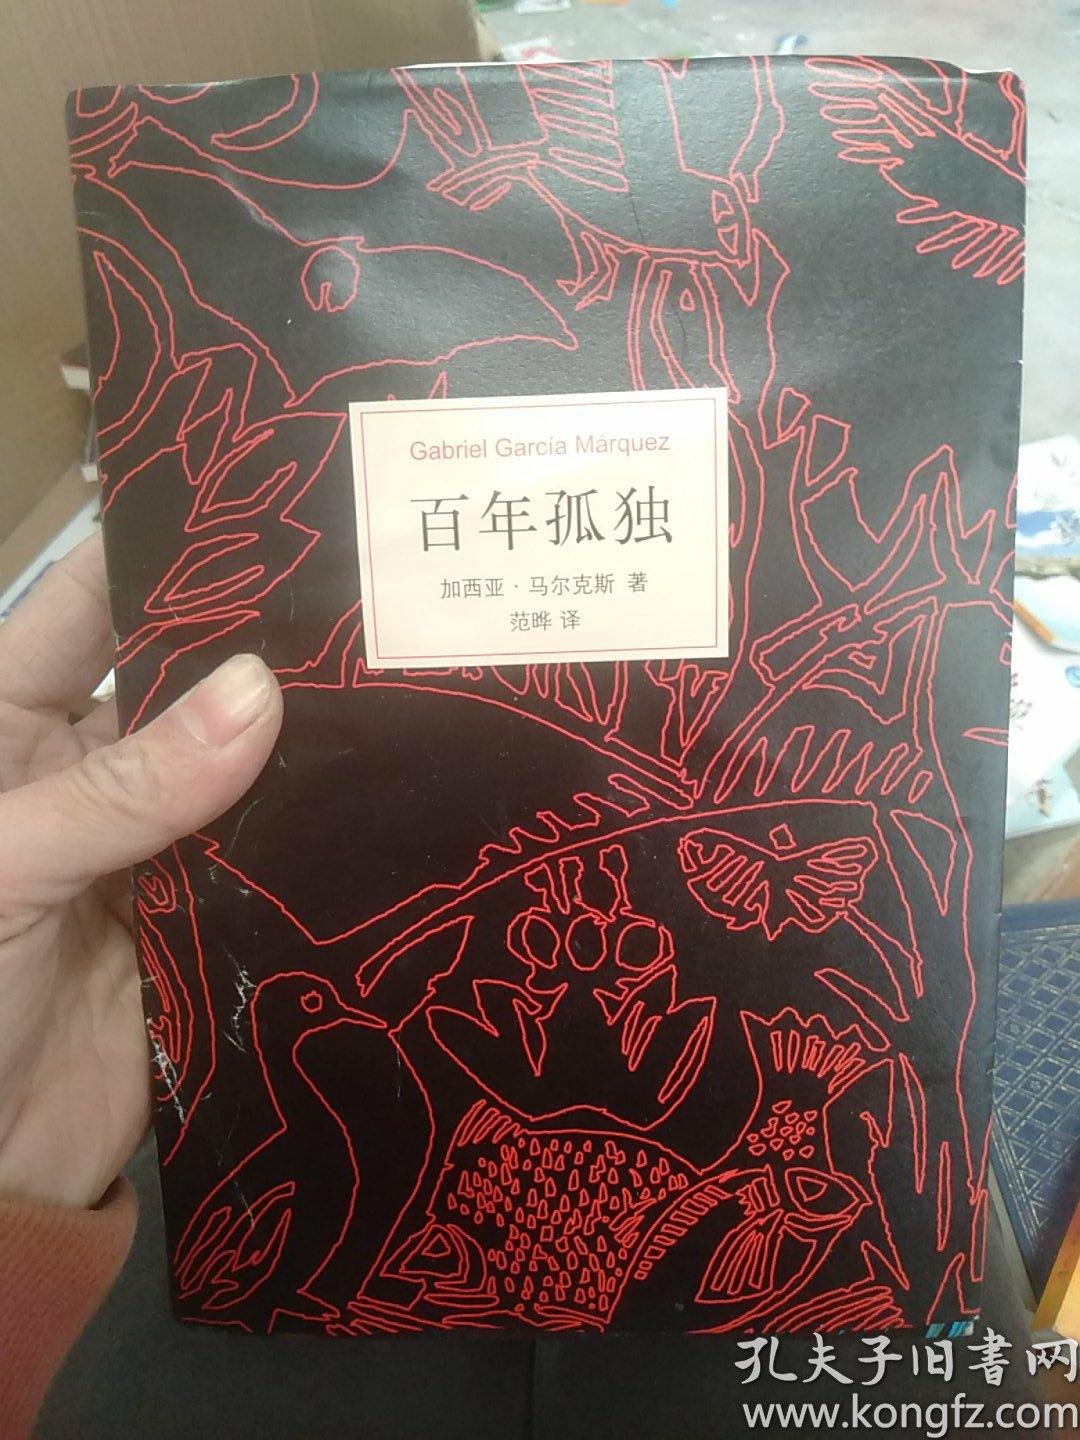 Gabriel García Márquez
百年孤独
加西亚·马尔克斯 著
范晔 译
孔夫子旧書网
www.kongfz.com